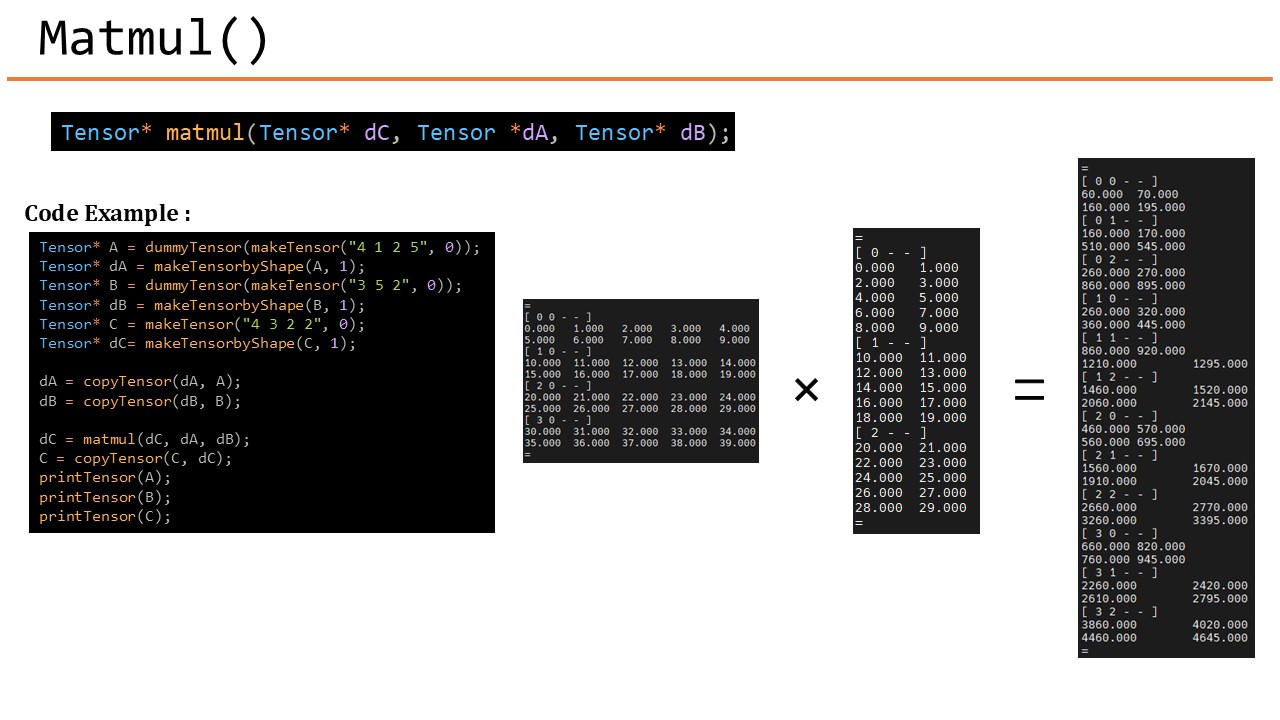 Matmul()
Tensor* matmul(Tensor* dC, Tensor *dA, Tensor* dB);
Code Example :
Tensor* A = dummyTensor(makeTensor("4 1 2 5", 0));
Tensor* dA = makeTensorbyShape(A, 1);
Tensor* B = dummyTensor(makeTensor("3 5 2", 0));
Tensor* dB = makeTensorbyShape(B, 1);
Tensor* C = makeTensor("4 3 2 2", 0);
Tensor* dC= makeTensorbyShape(C, 1);
dA = copyTensor(dA, A);
dB = copyTensor(dB, B);
dC = matmul(dC, dA, dB);
C = copyTensor(C, dC);
printTensor(A);
printTensor(B);
printTensor(C);
=
[ 0 0 - - ]
0.000 1.000 2.000 3.000 4.000
5.000 6.000 7.000 8.000 9.000
[ 1 0 - - ]
10.000 11.000 12.000 13.000 14.000
15.000 16.000 17.000 18.000 19.000
[ 2 0 - - ]
20.000 21.000 22.000 23.000 24.000
25.000 26.000 27.000 28.000 29.000
[ 3 0 - - ]
30.000 31.000 32.000 33.000 34.000
35.000 36.000 37.000 38.000 39.000
=
×
=
[ 0 - - ]
0.000 1.000
2.000 3.000
4.000 5.000
6.000 7.000
8.000 9.000
[ 1 - - ]
10.000 11.000
12.000 13.000
14.000 15.000
16.000 17.000
18.000 19.000
[ 2 - - ]
20.000 21.000
22.000 23.000
24.000 25.000
26.000 27.000
28.000 29.000
=
=
=
[ 0 0 - - ]
60.000 70.000
160.000 195.000
[ 0 1 - - ]
160.000 170.000
510.000 545.000
[ 0 2 - - ]
260.000 270.000
860.000 895.000
[ 1 0 - - ]
260.000 320.000
360.000 445.000
[ 1 1 - - ]
860.000 920.000
1210.000 1295.000
[ 1 2 - - ]
1460.000 1520.000
2060.000 2145.000
[ 2 0 - - ]
460.000 570.000
560.000 695.000
[ 2 1 - - ]
1560.000 1670.000
1910.000 2045.000
[ 2 2 - - ]
2660.000 2770.000
3260.000 3395.000
[ 3 0 - - ]
660.000 820.000
760.000 945.000
[ 3 1 - - ]
2260.000 2420.000
2610.000 2795.000
[ 3 2 - - ]
3860.000 4020.000
4460.000 4645.000
=